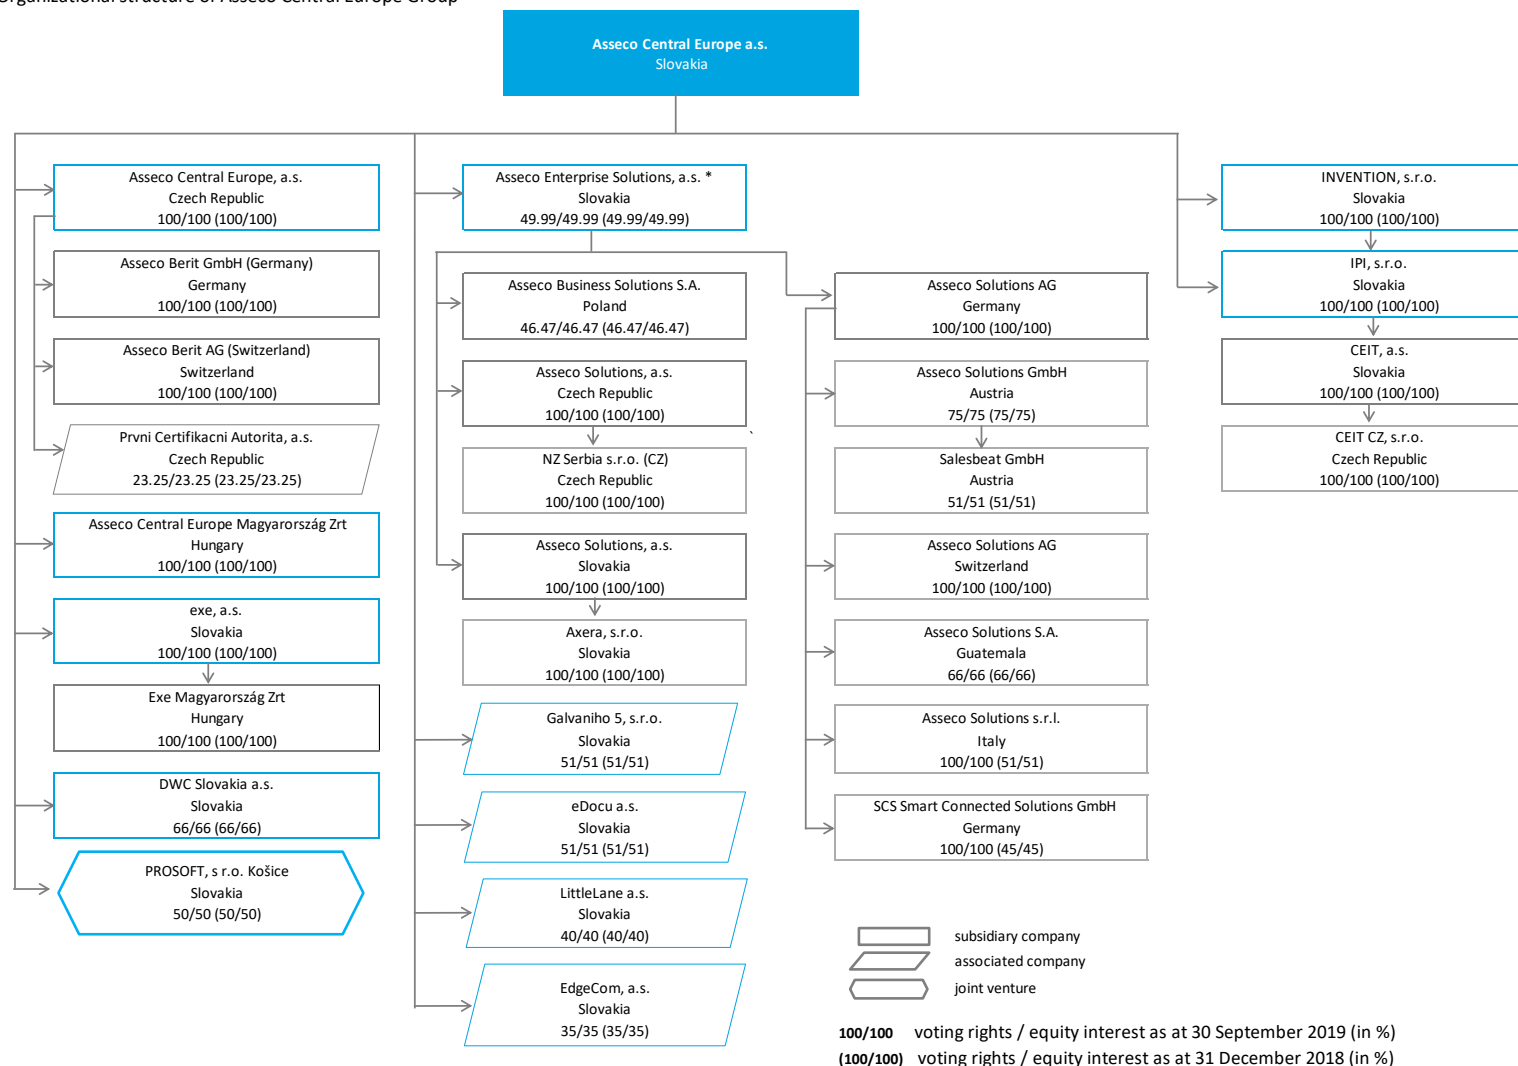 Organizational structure of Asseco Central Europe Group
Asseco Central Europe a.s.
Slovakia
Asseco Central Europe, a.s.
Czech Republic
100/100 (100/100)
Asseco Berit GmbH (Germany)
Germany
100/100 (100/100)
Asseco Berit AG (Switzerland)
Switzerland
100/100 (100/100)
Prvni Certifikacni Autorita, a.s.
Czech Republic
23.25/23.25 (23.25/23.25)
Asseco Central Europe Magyarország Zrt
Hungary
100/100 (100/100)
exe, a.s.
Slovakia
100/100 (100/100)
Exe Magyarország Zrt
Hungary
100/100 (100/100)
DWC Slovakia a.s.
Slovakia
66/66 (66/66)
PROSOFT, s r.o. Košice
Slovakia
50/50 (50/50)
Asseco Enterprise Solutions, a.s. *
Slovakia
49.99/49.99 (49.99/49.99)
Asseco Business Solutions S.A.
Poland
46.47/46.47 (46.47/46.47)
Asseco Solutions, a.s.
Czech Republic
100/100 (100/100)
NZ Serbia s.r.o. (CZ)
Czech Republic
100/100 (100/100)
Asseco Solutions, a.s.
Slovakia
100/100 (100/100)
Axera, s.r.o.
Slovakia
100/100 (100/100)
Galvaniho 5, s.r.o.
Slovakia
51/51 (51/51)
eDocu a.s.
Slovakia
51/51 (51/51)
LittleLane a.s.
Slovakia
40/40 (40/40)
EdgeCom, a.s.
Slovakia
35/35 (35/35)
Asseco Solutions AG
Germany
100/100 (100/100)
Asseco Solutions GmbH
Austria
75/75 (75/75)
Salesbeat GmbH
Austria
51/51 (51/51)
Asseco Solutions AG
Switzerland
100/100 (100/100)
Asseco Solutions S.A.
Guatemala
66/66 (66/66)
Asseco Solutions s.r.l.
Italy
100/100 (51/51)
SCS Smart Connected Solutions GmbH
Germany
100/100 (45/45)
INVENTION, s.r.o.
Slovakia
100/100 (100/100)
IPI, s.r.o.
Slovakia
100/100 (100/100)
CEIT, a.s.
Slovakia
100/100 (100/100)
CEIT CZ, s.r.o.
Czech Republic
100/100 (100/100)
subsidiary company
associated company
joint venture
100/100 voting rights / equity interest as at 30 September 2019 (in %)
(100/100) voting rights / equity interest as at 31 December 2018 (in %)